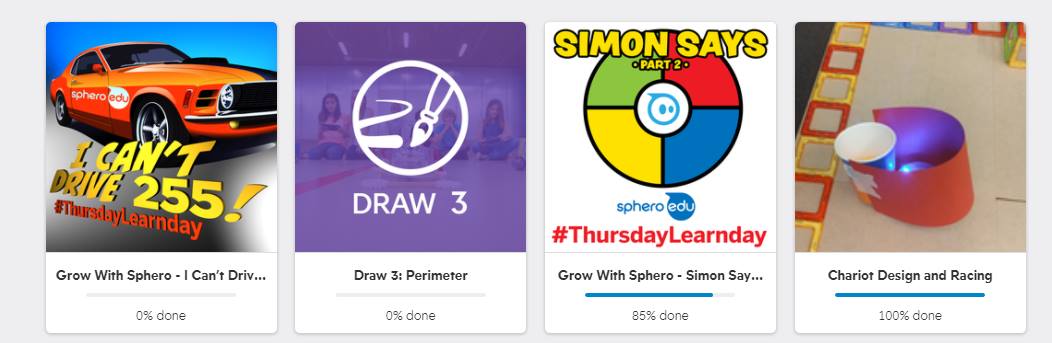 sphero edu
I CAN'T
DRIVE 255!
#ThursdayLearnday
Grow With Sphero - I Can't Driv...
0% done
DRAW 3
Draw 3: Perimeter
0% done
SIMON SAYS
• PART 2 •
sphero edu
#ThursdayLearnday
Grow With Sphero - Simon Say...
85% done
Chariot Design and Racing
100% done